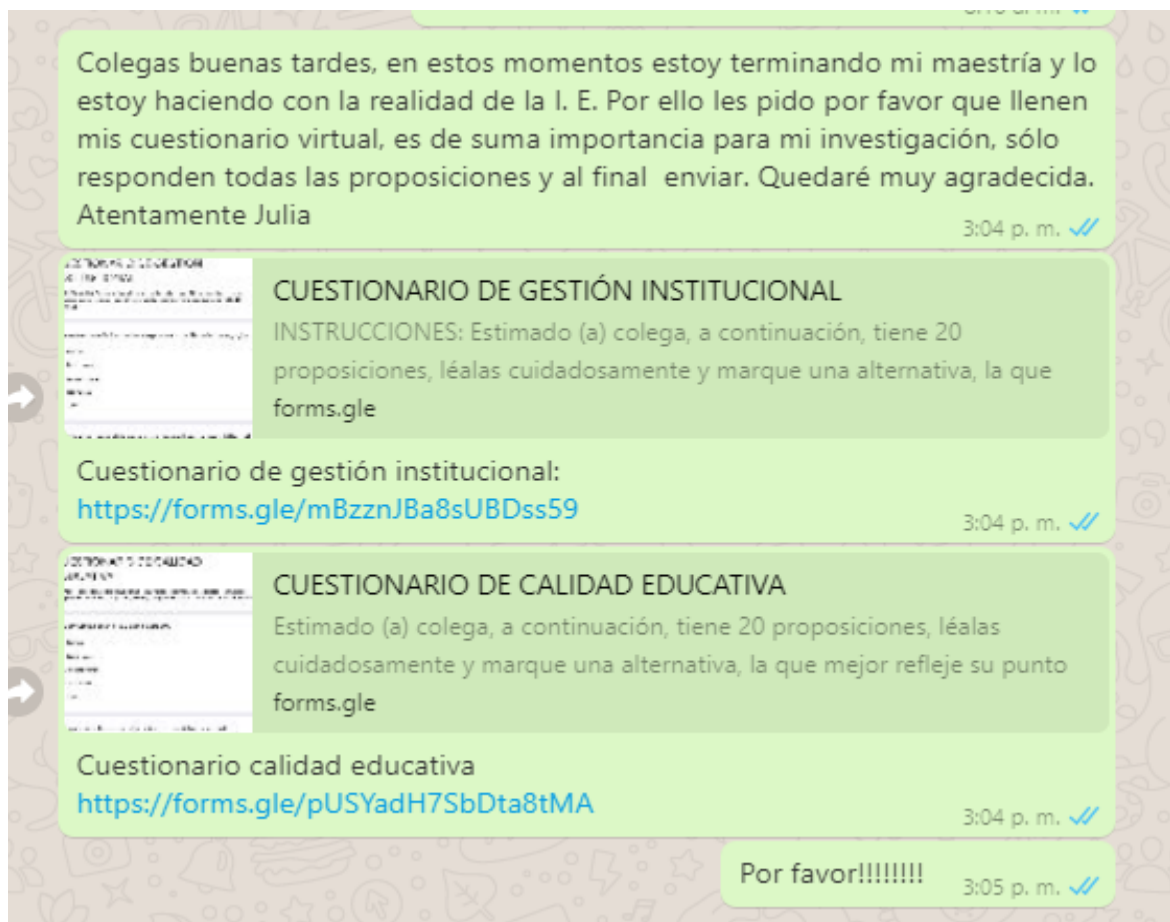 Colegas buenas tardes, en estos momentos estoy terminando mi maestría y lo
estoy haciendo con la realidad de la I. E. Por ello les pido por favor que llenen
mis cuestionario virtual, es de suma importancia para mi investigación, sólo
responden todas las proposiciones y al final enviar. Quedaré muy agradecida.
Atentamente Julia
3:04 p. m.
CUESTIONARIO DE GESTIÓN INSTITUCIONAL
INSTRUCCIONES: Estimado (a) colega, a continuación, tiene 20
proposiciones, léalas cuidadosamente y marque una alternativa, la que
forms.gle
Cuestionario de gestión institucional:
https://forms.gle/mBzznJBa8sUBDss59
3:04 p. m.
CUESTIONARIO DE CALIDAD EDUCATIVA
Estimado (a) colega, a continuación, tiene 20 proposiciones, léalas
cuidadosamente y marque una alternativa, la que mejor refleje su punto
forms.gle
Cuestionario calidad educativa
https://forms.gle/pUSYadH7SbDta8tMA
3:04 p. m.
Por favor!!!!!!!!
3:05 p. m.